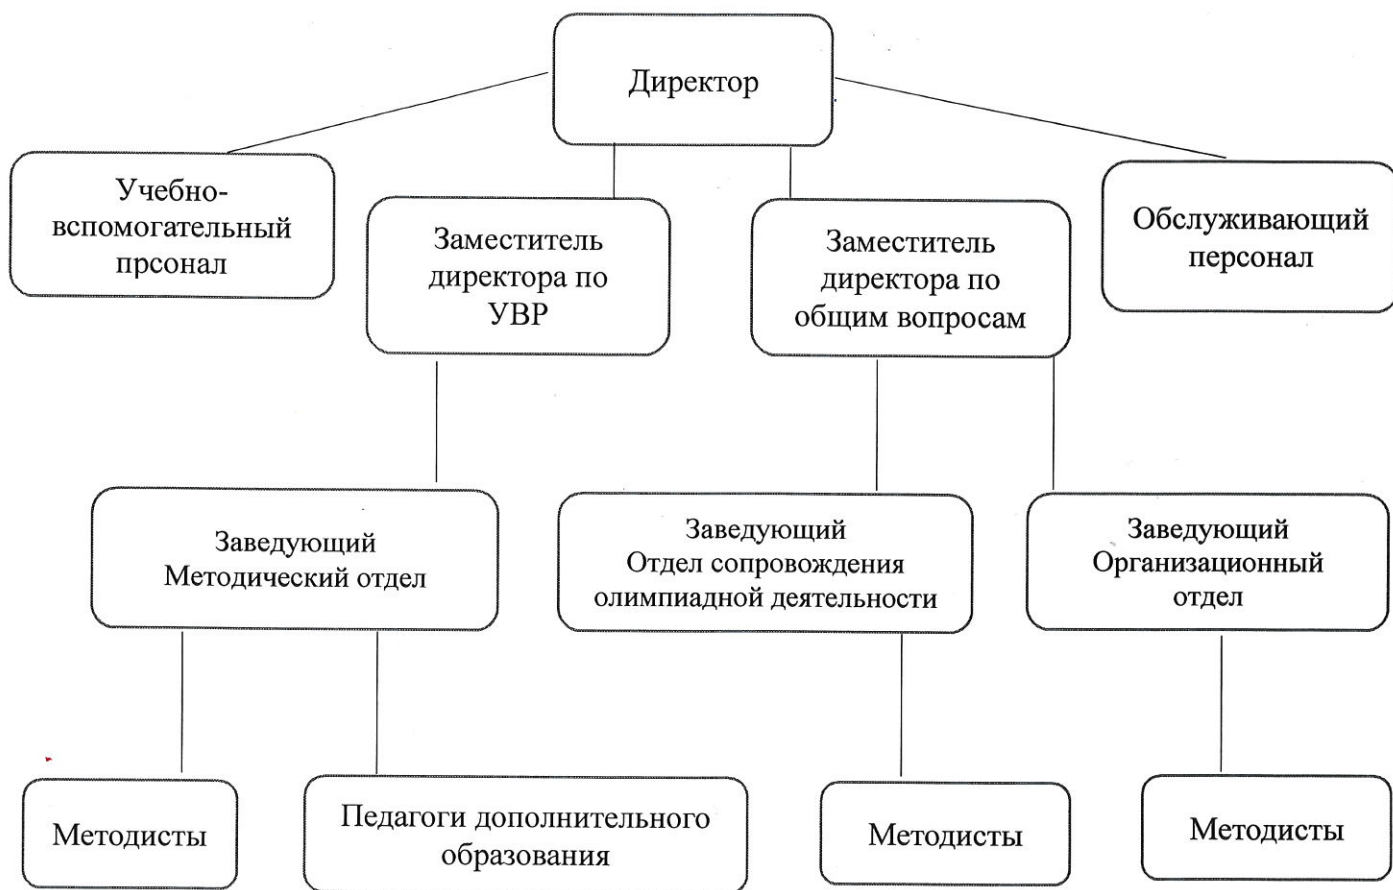 Директор
Учебно-
вспомогательный
прсонал
Заместитель
директора по
УВР
Заместитель
директора по
общим вопросам
Обслуживающий
персонал
Заведующий
Методический отдел
Заведующий
Отдел сопровождения
олимпиадной деятельности
Заведующий
Организационный
отдел
Методисты
Педагоги дополнительного
образования
Методисты
Методисты